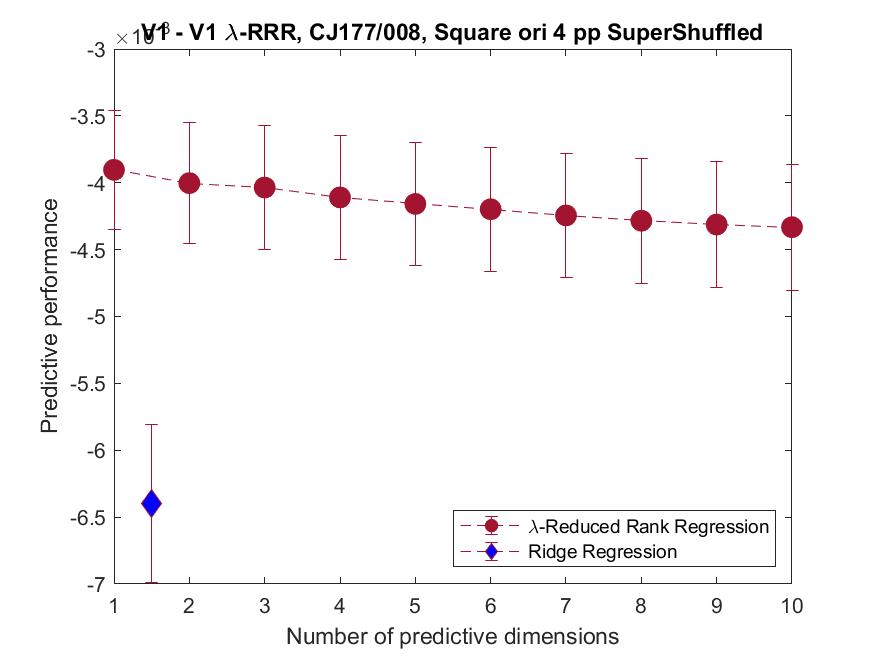 V1 - V1 λ-RRR, CJ177/008, Square ori 4 pp SuperShuffled
×10⁻³
-3
-3.5
-4
-4.5
-5
-5.5
-6
-6.5
-7
Predictive performance
λ-Reduced Rank Regression
Ridge Regression
1 2 3 4 5 6 7 8 9 10
Number of predictive dimensions